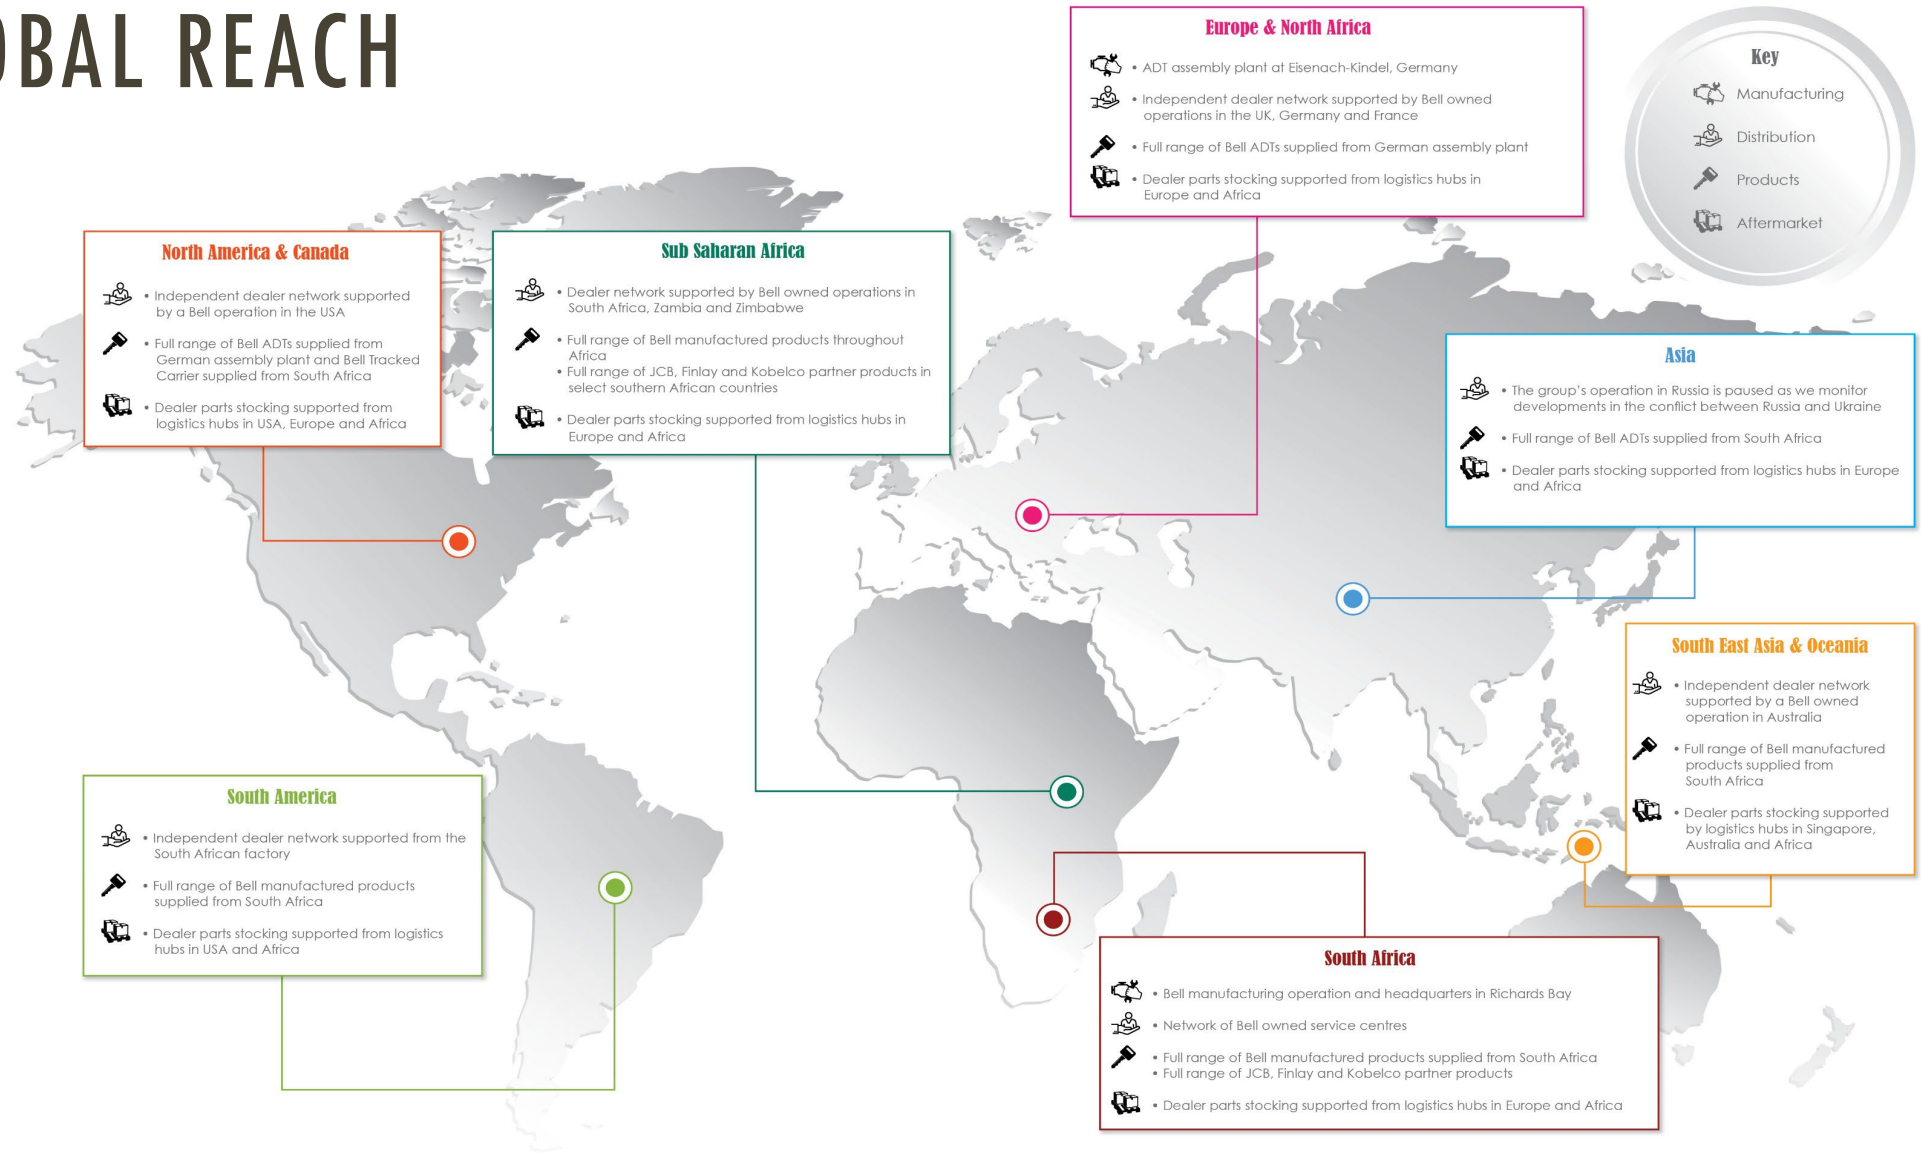 OBAL REACH
Europe & North Africa
• ADT assembly plant at Eisenach-Kindel, Germany
• Independent dealer network supported by Bell owned
operations in the UK, Germany and France
• Full range of Bell ADTs supplied from German assembly plant
• Dealer parts stocking supported from logistics hubs in
Europe and Africa
Key
Manufacturing
Distribution
Products
Aftermarket
North America & Canada
• Independent dealer network supported
by a Bell operation in the USA
• Full range of Bell ADTs supplied from
German assembly plant and Bell Tracked
Carrier supplied from South Africa
• Dealer parts stocking supported from
logistics hubs in USA, Europe and Africa
Sub Saharan Africa
• Dealer network supported by Bell owned operations in
South Africa, Zambia and Zimbabwe
• Full range of Bell manufactured products throughout
Africa
• Full range of JCB, Finlay and Kobelco partner products in
select southern African countries
• Dealer parts stocking supported from logistics hubs in
Europe and Africa
Asia
• The group's operation in Russia is paused as we monitor
developments in the conflict between Russia and Ukraine
• Full range of Bell ADTs supplied from South Africa
• Dealer parts stocking supported from logistics hubs in Europe
and Africa
South East Asia & Oceania
• Independent dealer network
supported by a Bell owned
operation in Australia
• Full range of Bell manufactured
products supplied from
South Africa
• Dealer parts stocking supported
by logistics hubs in Singapore,
Australia and Africa
South America
• Independent dealer network supported from the
South African factory
• Full range of Bell manufactured products
supplied from South Africa
• Dealer parts stocking supported from logistics
hubs in USA and Africa
South Africa
• Bell manufacturing operation and headquarters in Richards Bay
• Network of Bell owned service centres
• Full range of Bell manufactured products supplied from South Africa
• Full range of JCB, Finlay and Kobelco partner products
• Dealer parts stocking supported from logistics hubs in Europe and Africa